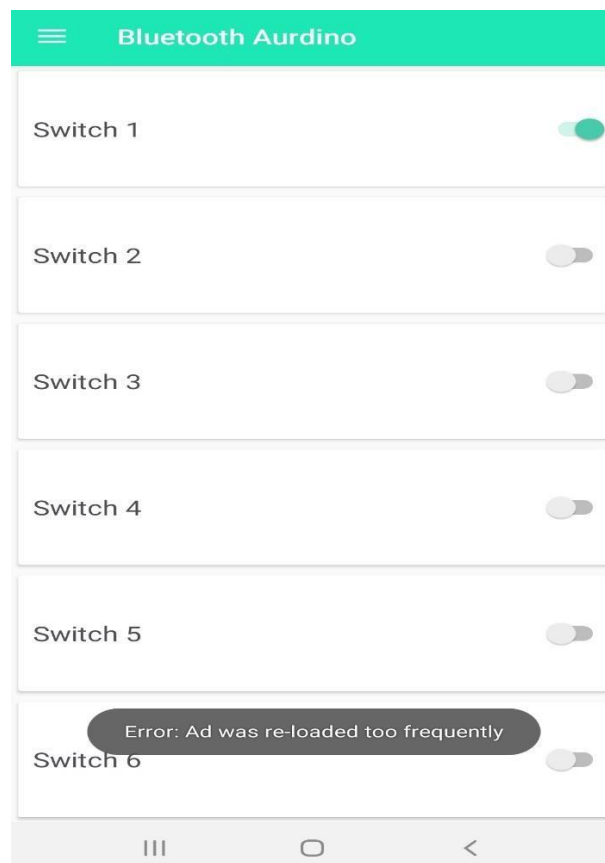 Bluetooth Aurdino
Switch 1
Switch 2
Switch 3
Switch 4
Switch 5
Error: Ad was re-loaded too frequently
Switch 6